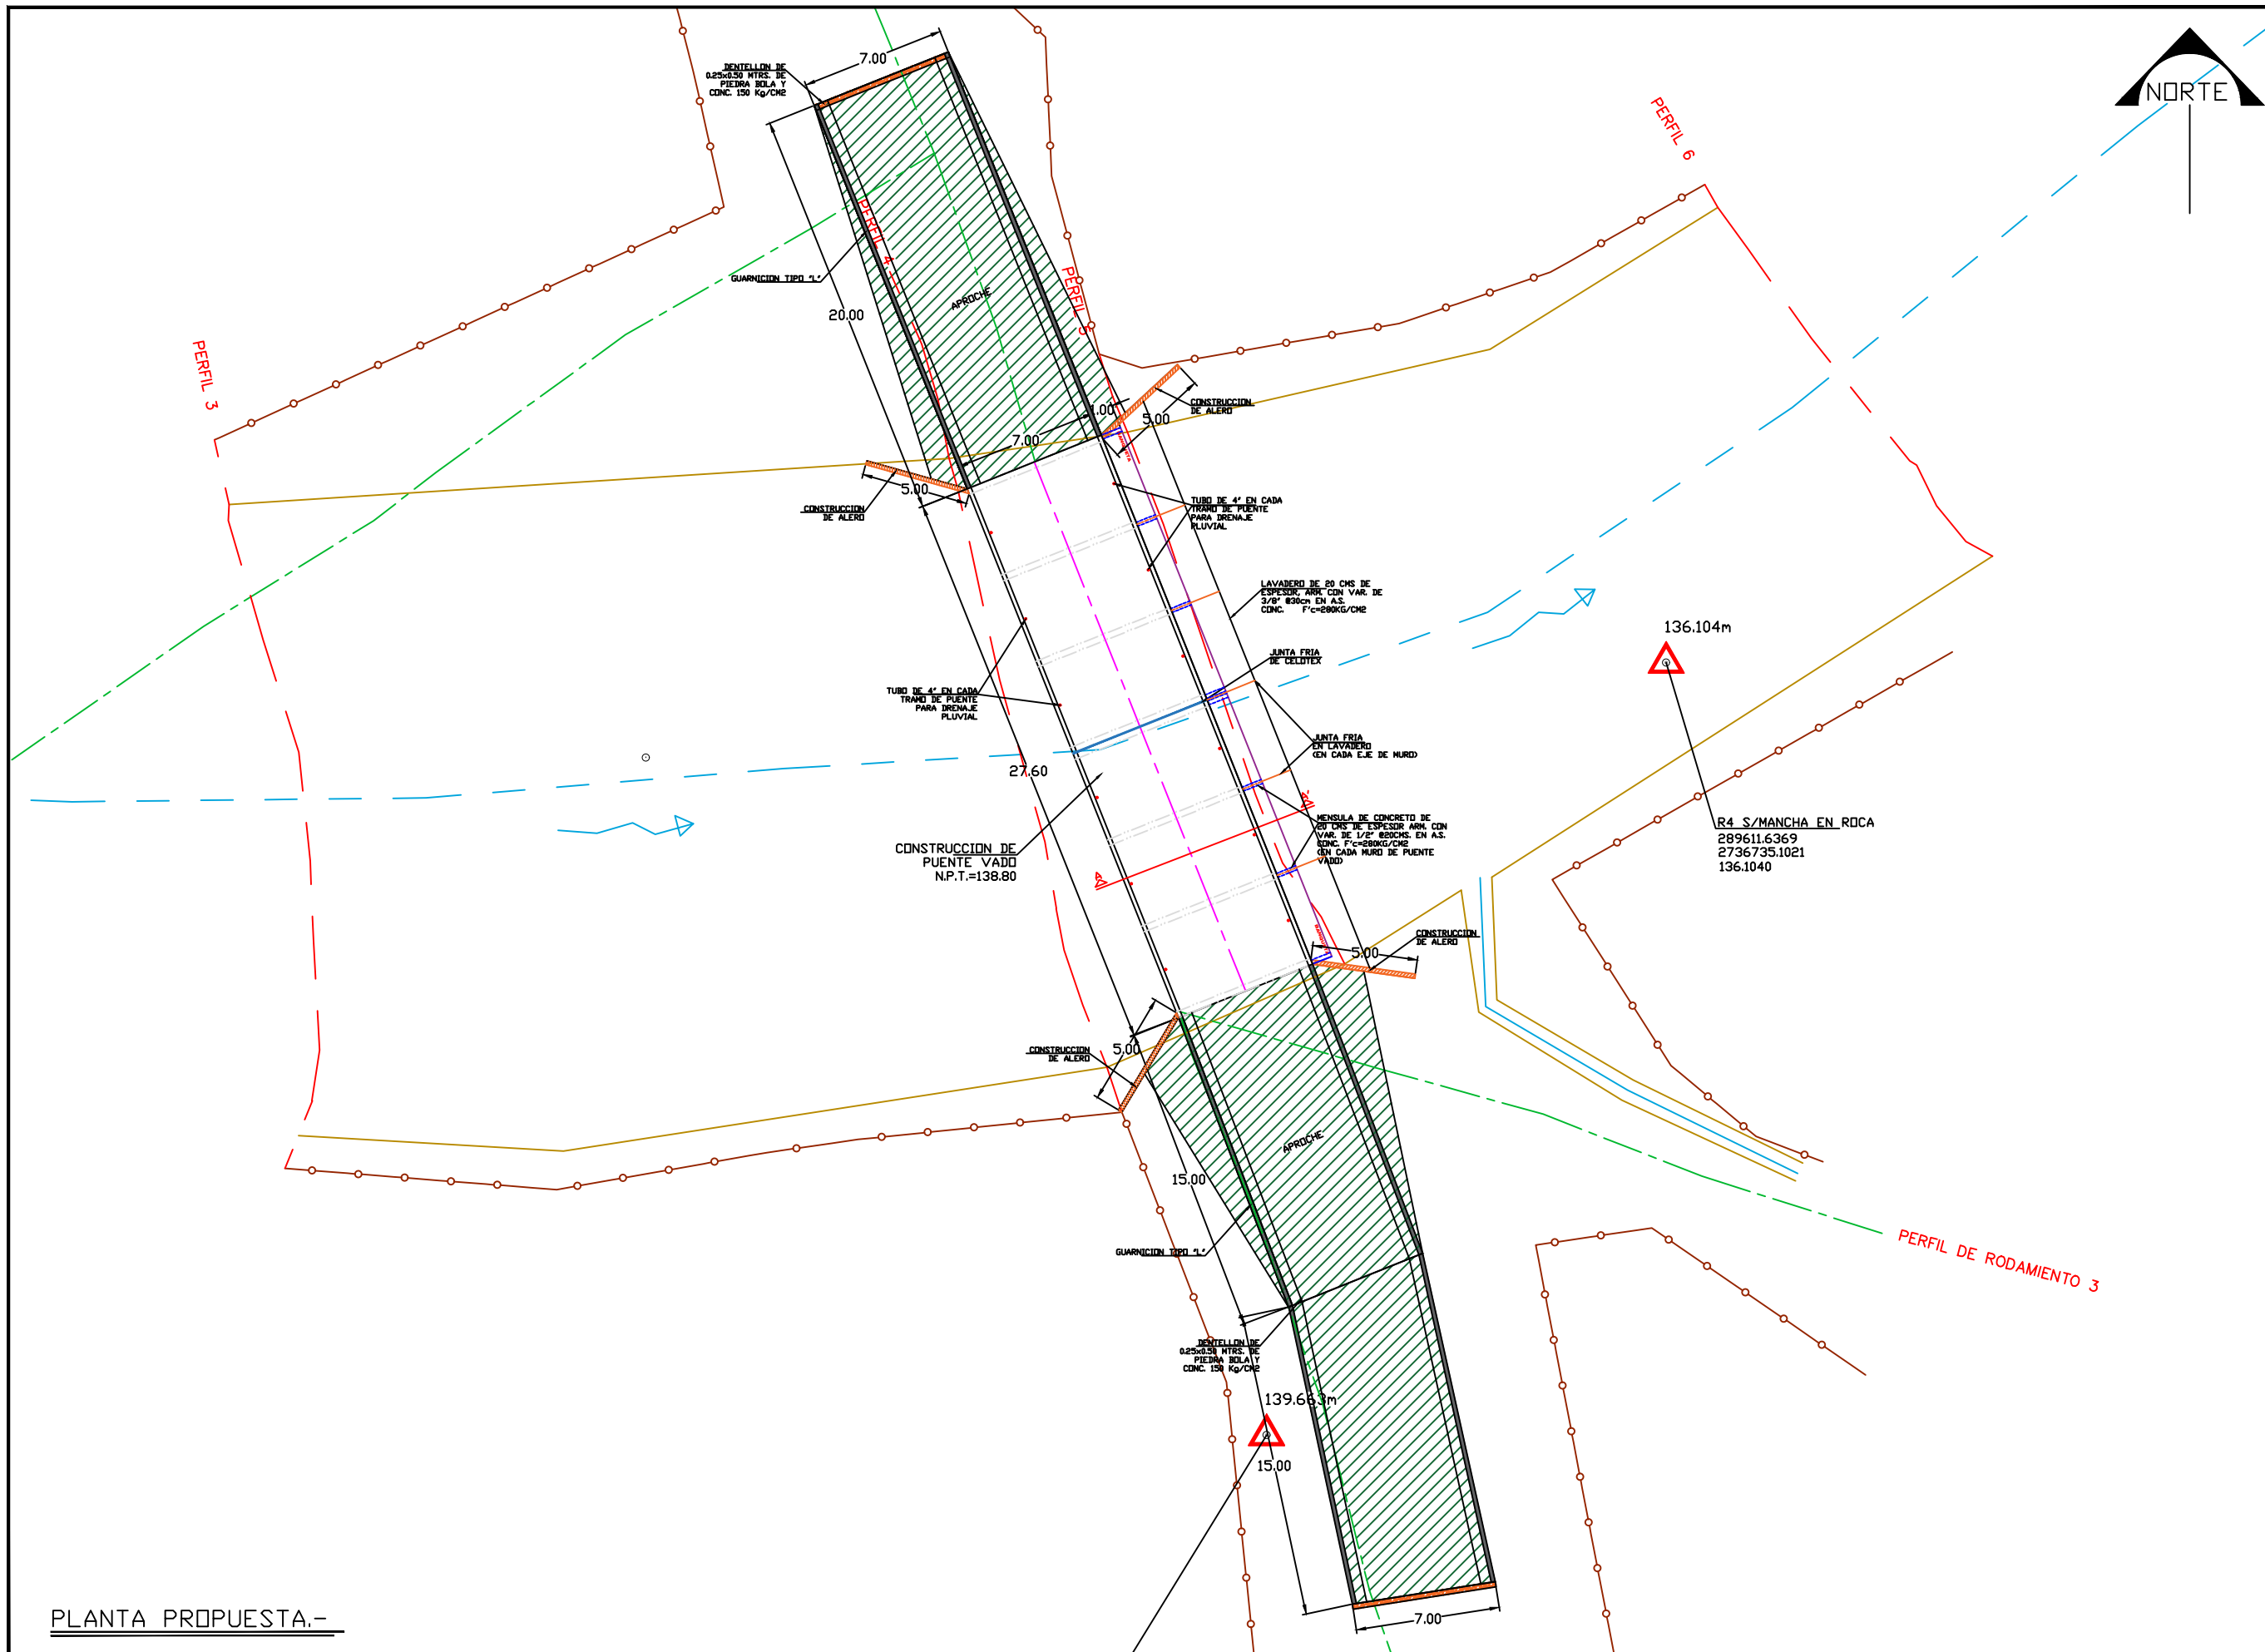 7.00
DENTELLON DE
0.25x0.50 MTRS. DE
PIEDRA BOLA Y
CONC. 150 Kg/CM2
NORTE
PERFIL 6
PERFIL 4
GUARNICION TIPO "L"
APROCHE
PERFIL 5
20.00
PERFIL 3
CONSTRUCCION
DE ALERO
1.00
5.00
7.00
5.00
CONSTRUCCION
DE ALERO
TUBO DE 4" EN CADA
TRAMO DE PUENTE
PARA DRENAJE
PLUVIAL
LAVADERO DE 20 CMS DE
ESPESOR, ARM. CON VAR. DE
3/8" @30cm EN A.S.
CONC. F'c=280KG/CM2
136.104m
JUNTA FRIA
DE CELOTEX
TUBO DE 4" EN CADA
TRAMO DE PUENTE
PARA DRENAJE
PLUVIAL
JUNTA FRIA
EN LAVADERO
(EN CADA EJE DE MURO)
27.60
A
MENSULA DE CONCRETO DE
20 CMS DE ESPESOR ARM. CON
VAR. DE 1/2" @20CMS. EN A.S.
CONC. F'c=280KG/CM2
(EN CADA MURO DE PUENTE
VADO)
R4 S/MANCHA EN ROCA
289611.6369
2736735.1021
136.1040
CONSTRUCCION DE
PUENTE VADO
N.P.T.=138.80
A
CONSTRUCCION
DE ALERO
5.00
5.00
CONSTRUCCION
DE ALERO
APROCHE
15.00
GUARNICION TIPO "L"
PERFIL DE RODAMIENTO 3
DENTELLON DE
0.25x0.50 MTRS. DE
PIEDRA BOLA Y
CONC. 150 Kg/CM2
139.663m
15.00
7.00
PLANTA PROPUESTA.-